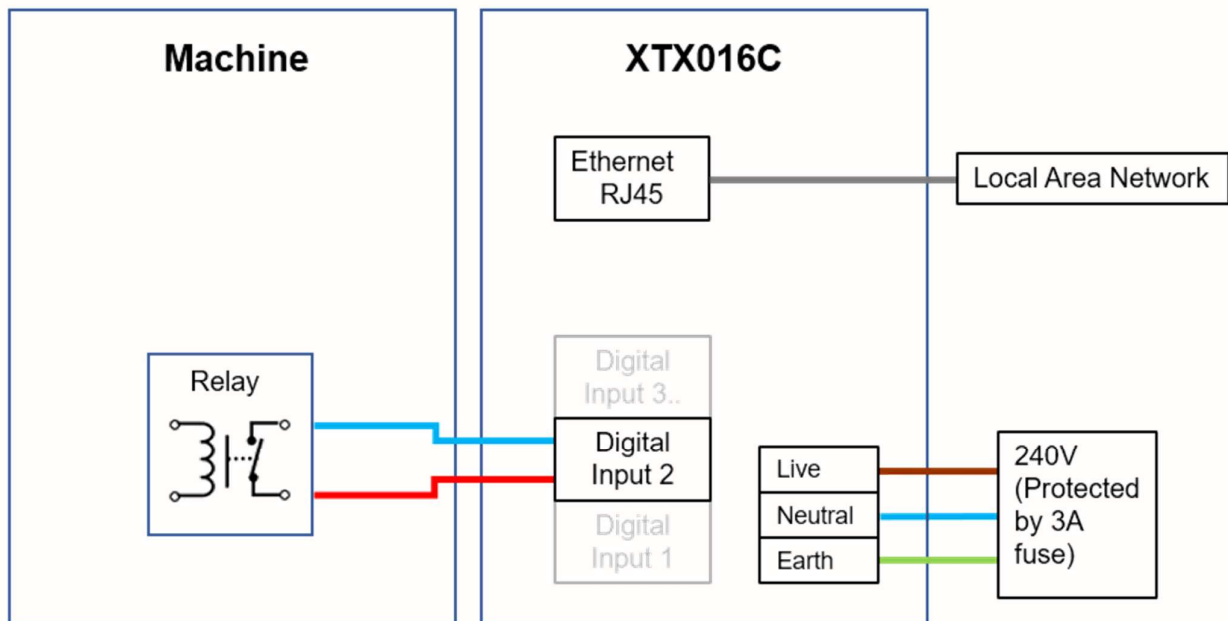 Machine
XTX016C
Ethernet
RJ45
Local Area Network
Relay
Digital
Input 3..
Digital
Input 2
Digital
Input 1
Live
Neutral
Earth
240V
(Protected
by 3A
fuse)